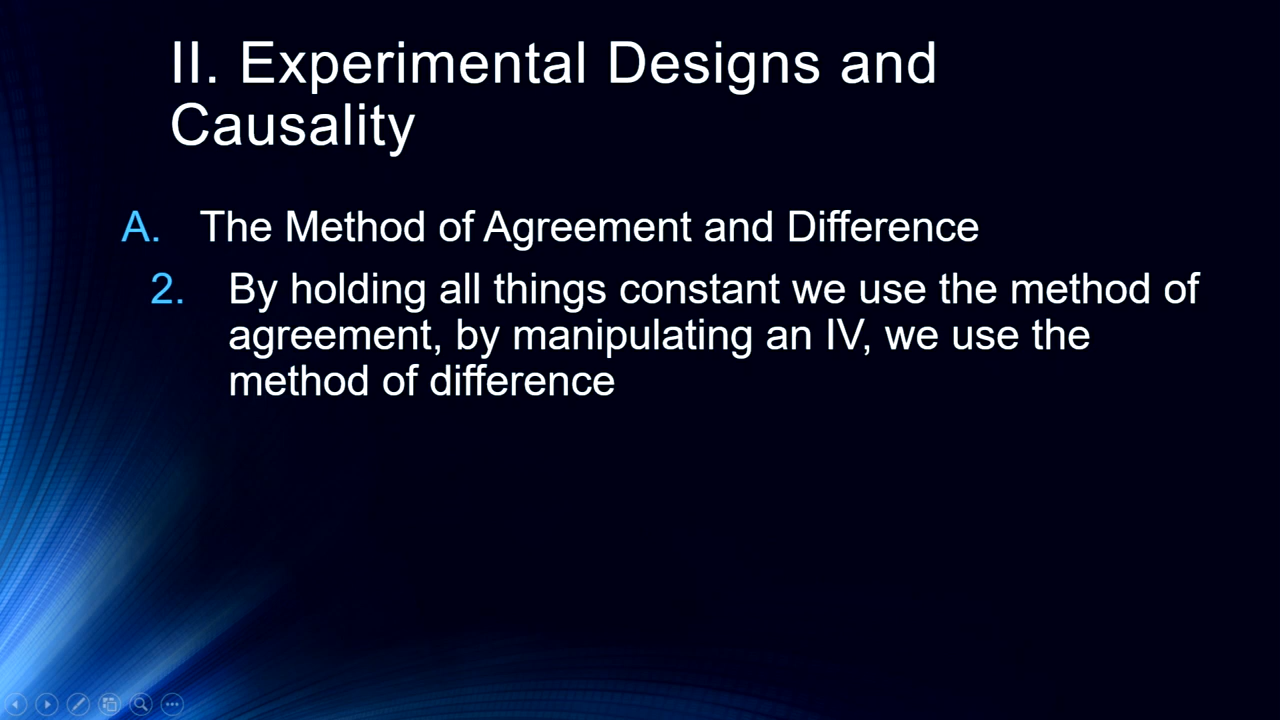 II. Experimental Designs and
Causality
A. The Method of Agreement and Difference
2. By holding all things constant we use the method of
agreement, by manipulating an IV, we use the
method of difference